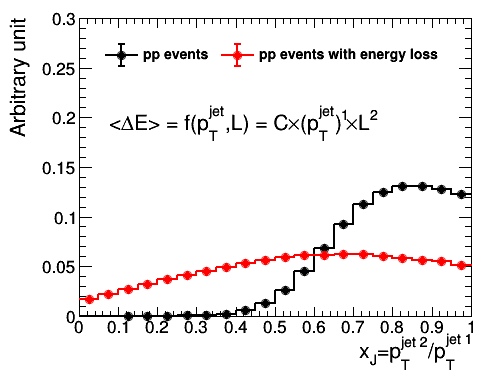 Arbitrary unit
0.3
0.25
0.2
0.15
0.1
0.05
0
pp events
pp events with energy loss
<ΔE> = f(p_T^jet,L) = C×(p_T^jet)^1×L^2
0 0.1 0.2 0.3 0.4 0.5 0.6 0.7 0.8 0.9 1
x_J=p_T^jet 2/p_T^jet 1